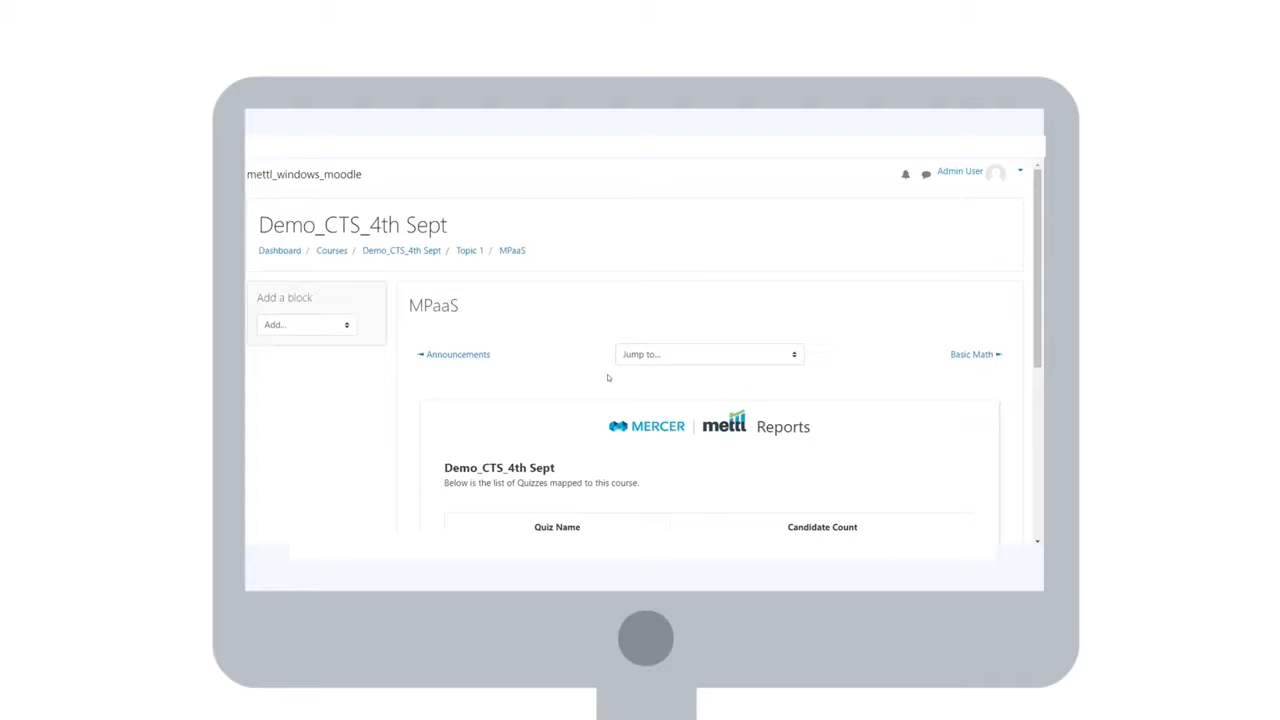 mettl_windows_moodle
Admin User
Demo_CTS_4th Sept
Dashboard / Courses / Demo_CTS_4th Sept / Topic 1 / MPaaS
Add a block
Add...
MPaaS
◄ Announcements
Jump to...
Basic Math ►
MERCER | mettl Reports
Demo_CTS_4th Sept
Below is the list of Quizzes mapped to this course.
Quiz Name
Candidate Count